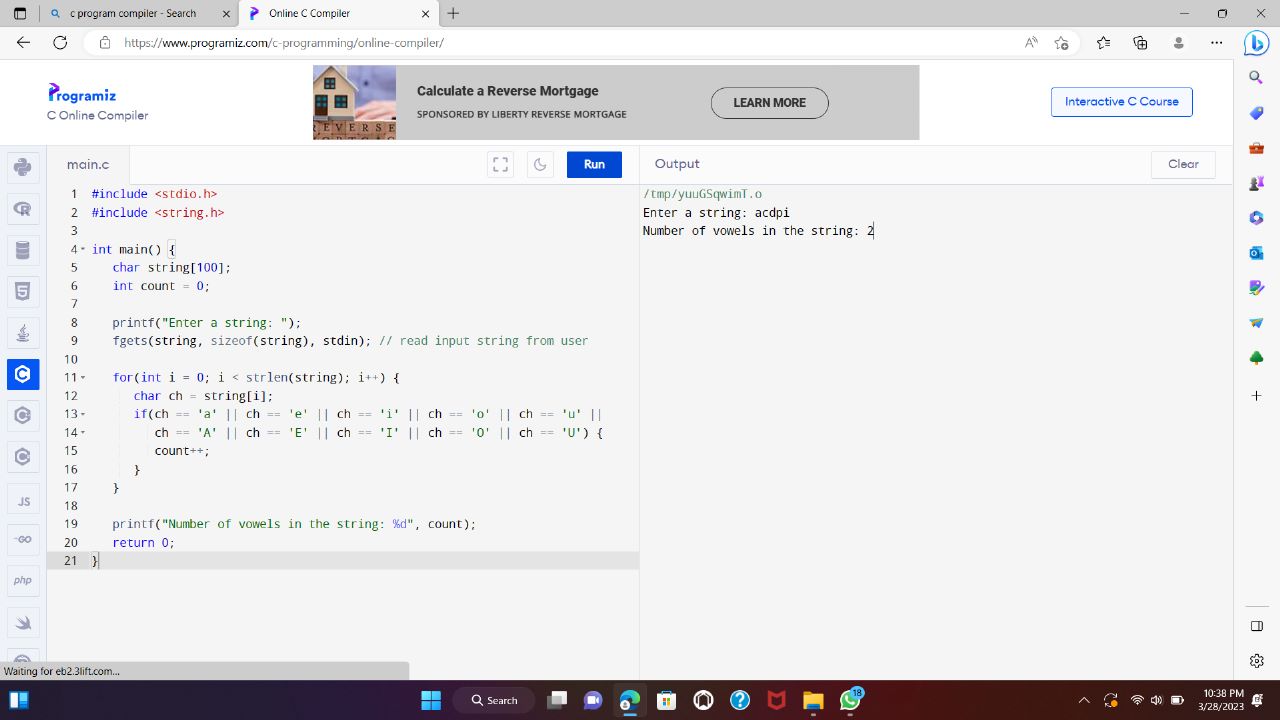 c program compiler - Search
Online C Compiler
https://www.programiz.com/c-programming/online-compiler/
Programiz
C Online Compiler
REVERSE
MORTGAG
Calculate a Reverse Mortgage
SPONSORED BY LIBERTY REVERSE MORTGAGE
LEARN MORE
Interactive C Course
main.c
Run
Output
Clear
1 #include <stdio.h>
2 #include <string.h>
3
4 int main() {
5 char string[100];
6 int count = 0;
7
8 printf("Enter a string: ");
9 fgets(string, sizeof(string), stdin); // read input string from user
10
11 for(int i = 0; i < strlen(string); i++) {
12 char ch = string[i];
13 if(ch == 'a' || ch == 'e' || ch == 'i' || ch == 'o' || ch == 'u' ||
14 ch == 'A' || ch == 'E' || ch == 'I' || ch == 'O' || ch == 'U') {
15 count++;
16 }
17 }
18
19 printf("Number of vowels in the string: %d", count);
20 return 0;
21 }
/tmp/yuuGSqwimT.o
Enter a string: acdpi
Number of vowels in the string: 2
JS
GO
php
Waiting for eb2.3lift.com...
Search
18
10:38 PM
3/28/2023